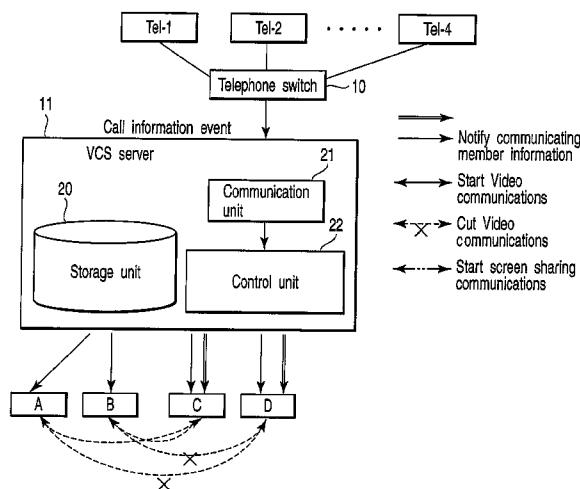 Tel-1
Tel-2
Tel-4
Telephone switch
10
11
Call information event
VCS server
21
Communication
unit
20
22
Storage unit
Control unit
A
B
C
D
Notify communicating
member information
Start Video
communications
Cut Video
communications
Start screen sharing
communications